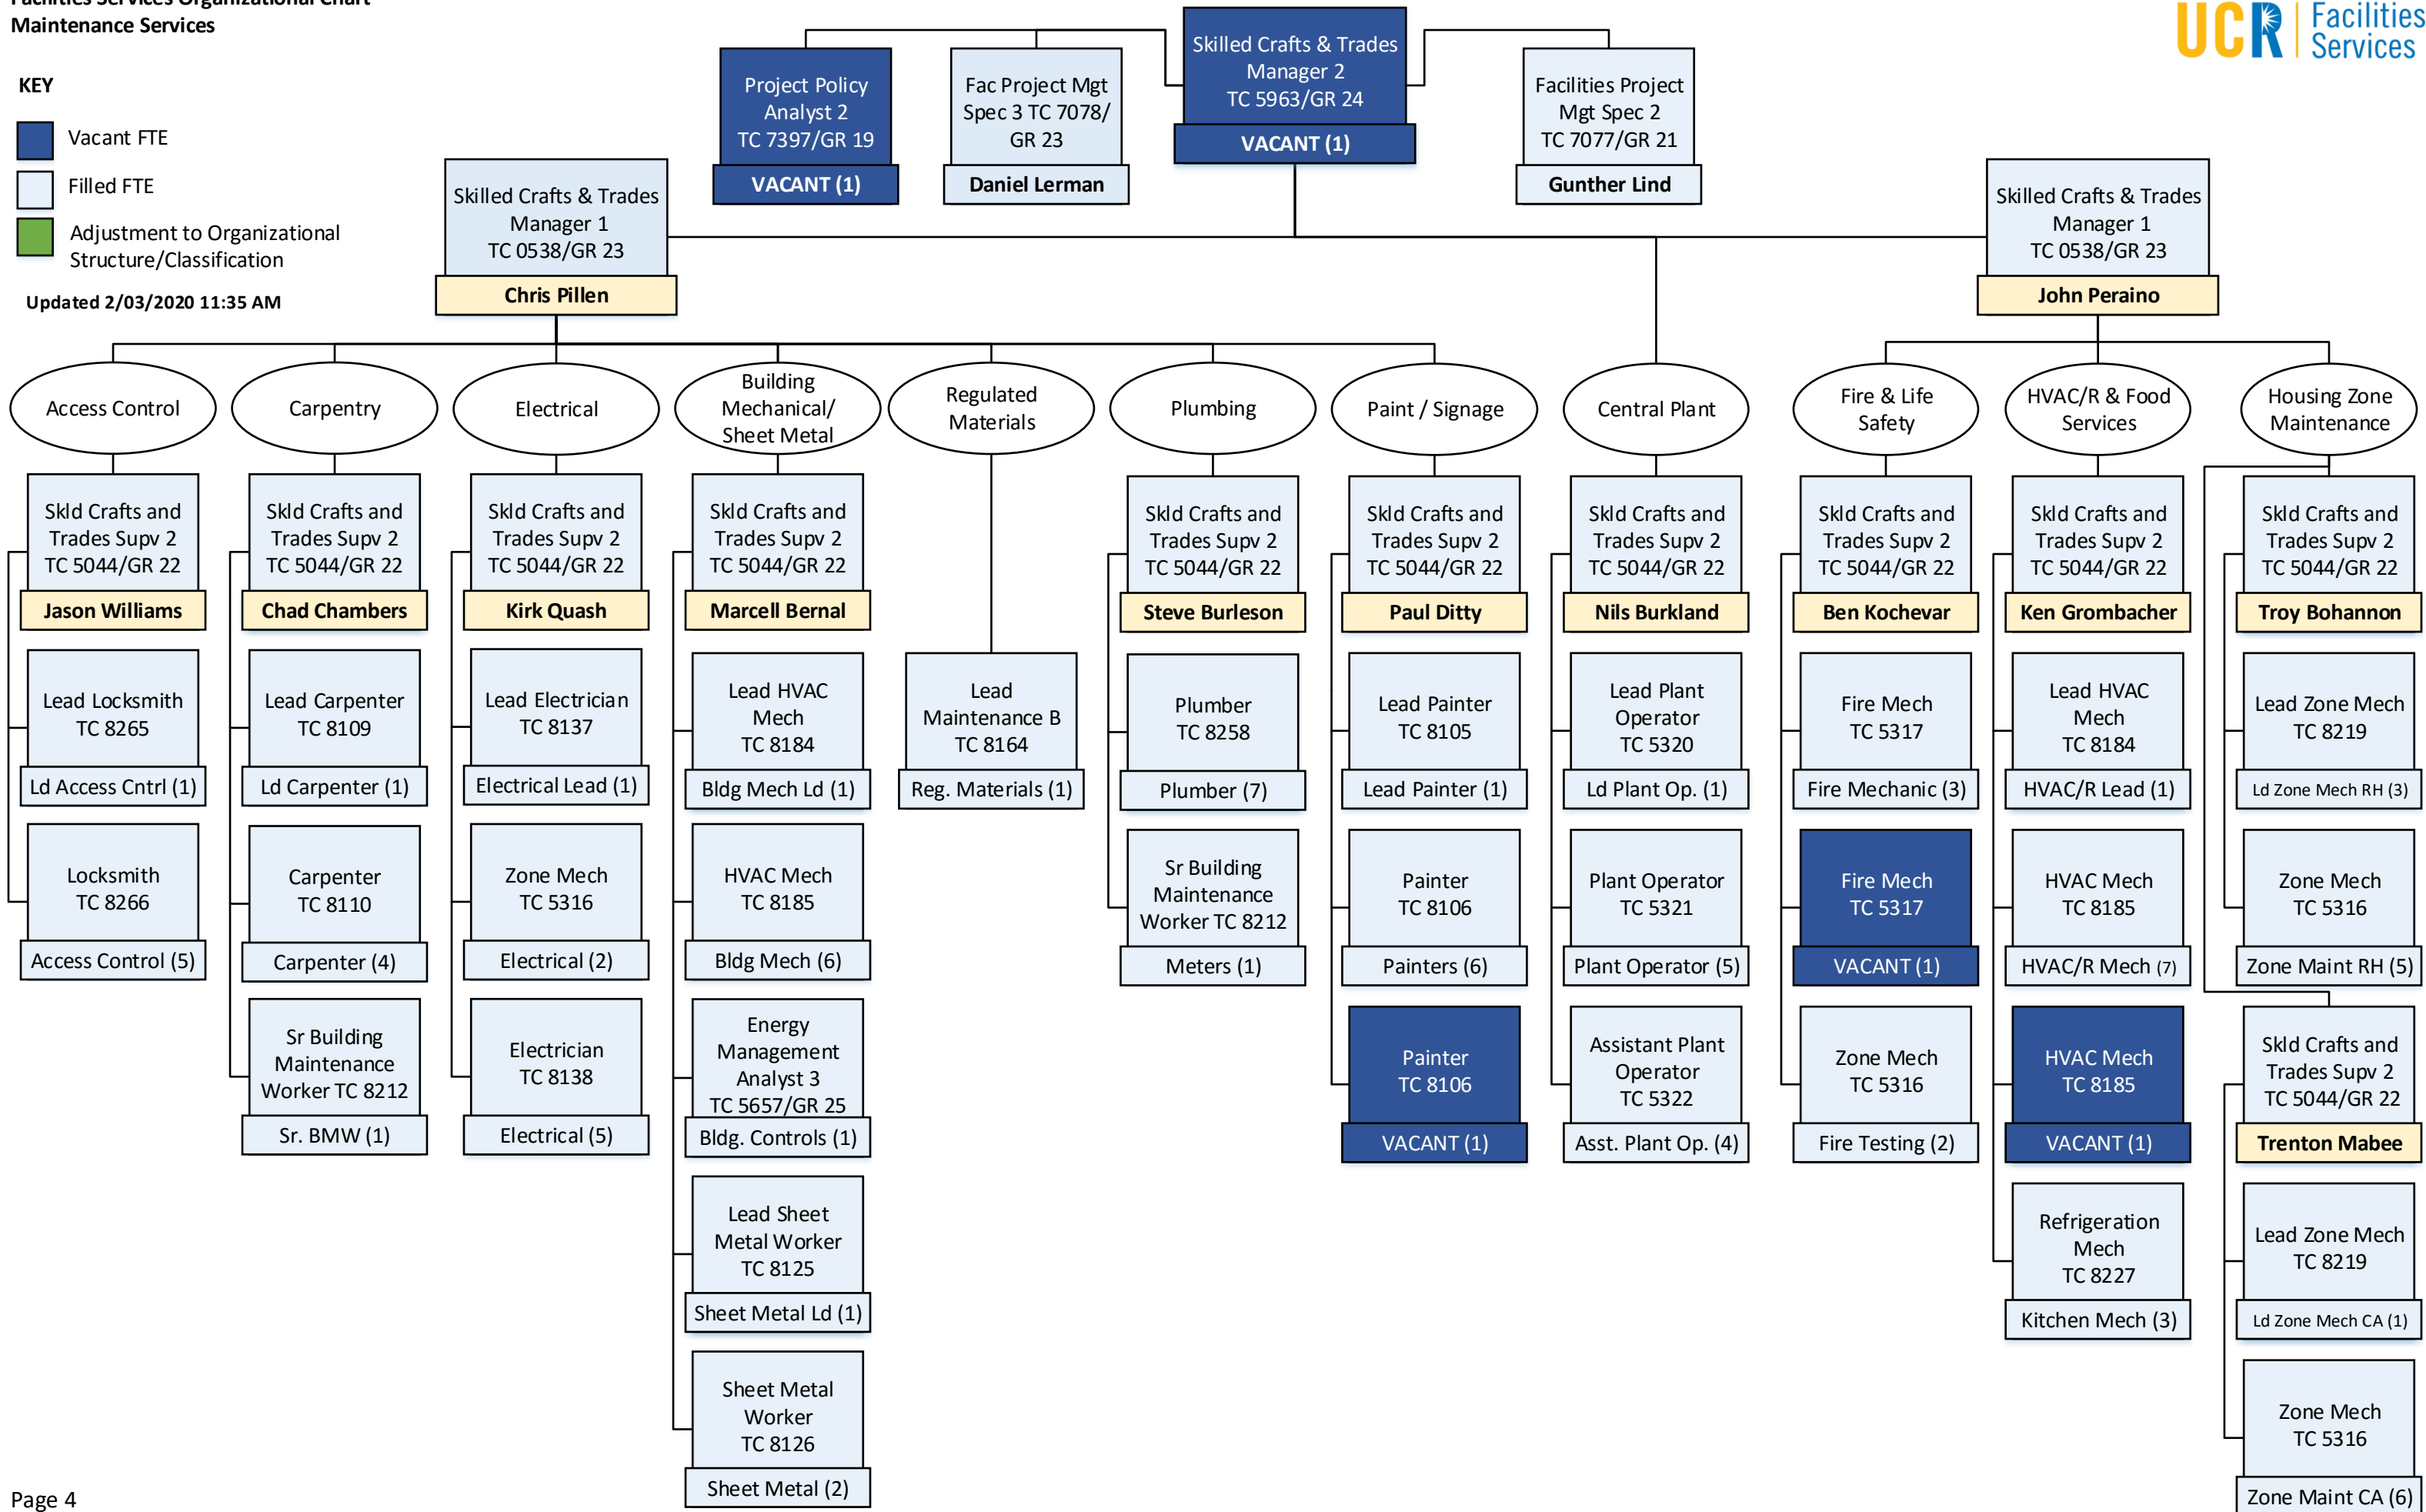 Facilities Services Organizational Chart
Maintenance Services
UCR
Facilities
Services
KEY
Vacant FTE
Filled FTE
Adjustment to Organizational
Structure/Classification
Updated 2/03/2020 11:35 AM
Skilled Crafts & Trades
Manager 2
TC 5963/GR 24
VACANT (1)
Project Policy
Analyst 2
TC 7397/GR 19
VACANT (1)
Fac Project Mgt
Spec 3 TC 7078/
GR 23
Daniel Lerman
Facilities Project
Mgt Spec 2
TC 7077/GR 21
Gunther Lind
Skilled Crafts & Trades
Manager 1
TC 0538/GR 23
Chris Pillen
Skilled Crafts & Trades
Manager 1
TC 0538/GR 23
John Peraino
Access Control
Skld Crafts and
Trades Supv 2
TC 5044/GR 22
Jason Williams
Lead Locksmith
TC 8265
Ld Access Cntrl (1)
Locksmith
TC 8266
Access Control (5)
Carpentry
Skld Crafts and
Trades Supv 2
TC 5044/GR 22
Chad Chambers
Lead Carpenter
TC 8109
Ld Carpenter (1)
Carpenter
TC 8110
Carpenter (4)
Sr Building
Maintenance
Worker TC 8212
Sr. BMW (1)
Electrical
Skld Crafts and
Trades Supv 2
TC 5044/GR 22
Kirk Quash
Lead Electrician
TC 8137
Electrical Lead (1)
Zone Mech
TC 5316
Electrical (2)
Electrician
TC 8138
Electrical (5)
Building
Mechanical/
Sheet Metal
Skld Crafts and
Trades Supv 2
TC 5044/GR 22
Marcell Bernal
Lead HVAC
Mech
TC 8184
Bldg Mech Ld (1)
HVAC Mech
TC 8185
Bldg Mech (6)
Energy
Management
Analyst 3
TC 5657/GR 25
Bldg. Controls (1)
Lead Sheet
Metal Worker
TC 8125
Sheet Metal Ld (1)
Sheet Metal
Worker
TC 8126
Sheet Metal (2)
Regulated
Materials
Lead
Maintenance B
TC 8164
Reg. Materials (1)
Plumbing
Skld Crafts and
Trades Supv 2
TC 5044/GR 22
Steve Burleson
Plumber
TC 8258
Plumber (7)
Sr Building
Maintenance
Worker TC 8212
Meters (1)
Paint / Signage
Skld Crafts and
Trades Supv 2
TC 5044/GR 22
Paul Ditty
Lead Painter
TC 8105
Lead Painter (1)
Painter
TC 8106
Painters (6)
Painter
TC 8106
VACANT (1)
Central Plant
Skld Crafts and
Trades Supv 2
TC 5044/GR 22
Nils Burkland
Lead Plant
Operator
TC 5320
Ld Plant Op. (1)
Plant Operator
TC 5321
Plant Operator (5)
Assistant Plant
Operator
TC 5322
Asst. Plant Op. (4)
Fire & Life
Safety
Skld Crafts and
Trades Supv 2
TC 5044/GR 22
Ben Kochevar
Fire Mech
TC 5317
Fire Mechanic (3)
Fire Mech
TC 5317
VACANT (1)
Zone Mech
TC 5316
Fire Testing (2)
HVAC/R & Food
Services
Skld Crafts and
Trades Supv 2
TC 5044/GR 22
Ken Grombacher
Lead HVAC
Mech
TC 8184
HVAC/R Lead (1)
HVAC Mech
TC 8185
HVAC/R Mech (7)
HVAC Mech
TC 8185
VACANT (1)
Refrigeration
Mech
TC 8227
Kitchen Mech (3)
Housing Zone
Maintenance
Skld Crafts and
Trades Supv 2
TC 5044/GR 22
Troy Bohannon
Lead Zone Mech
TC 8219
Ld Zone Mech RH (3)
Zone Mech
TC 5316
Zone Maint RH (5)
Skld Crafts and
Trades Supv 2
TC 5044/GR 22
Trenton Mabee
Lead Zone Mech
TC 8219
Ld Zone Mech CA (1)
Zone Mech
TC 5316
Zone Maint CA (6)
Page 4